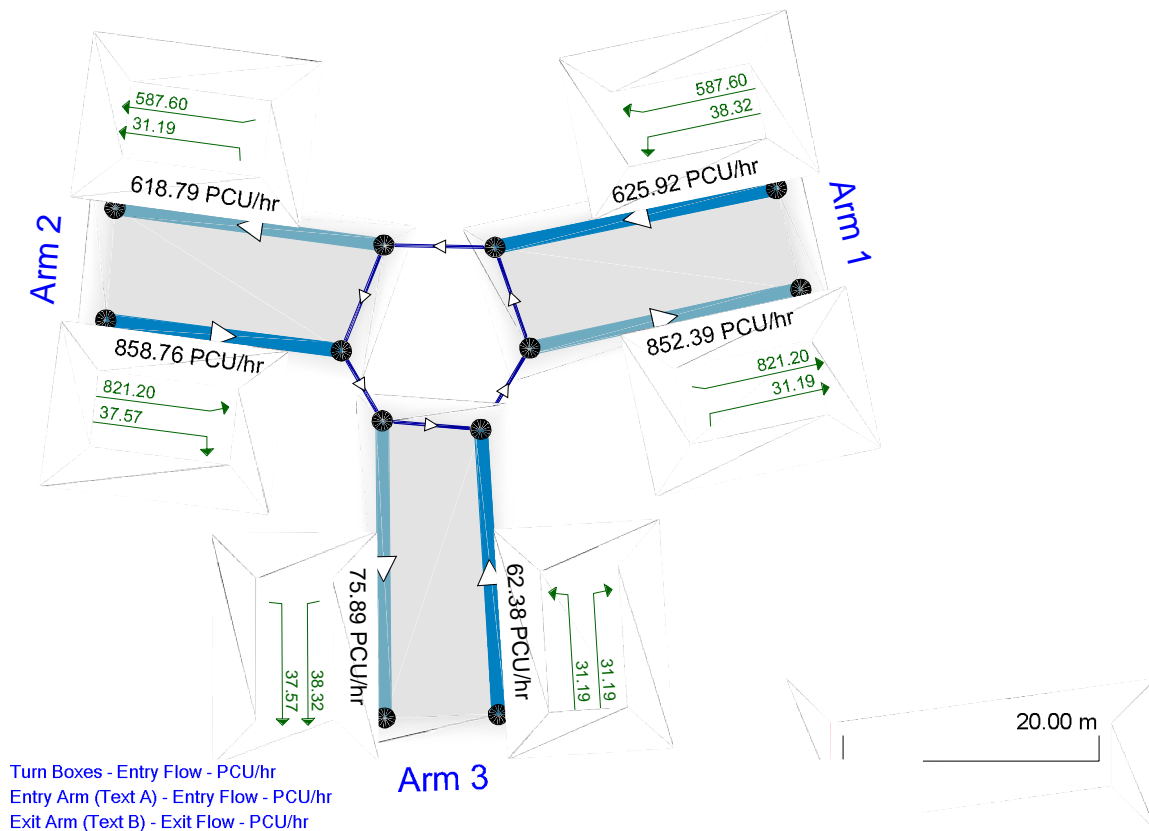 587.60
31.19
618.79 PCU/hr
587.60
38.32
625.92 PCU/hr
Arm 1
Arm 2
858.76 PCU/hr
821.20
37.57
852.39 PCU/hr
821.20
31.19
75.89 PCU/hr
37.57
38.32
62.38 PCU/hr
31.19
31.19
20.00 m
Arm 3
Turn Boxes - Entry Flow - PCU/hr
Entry Arm (Text A) - Entry Flow - PCU/hr
Exit Arm (Text B) - Exit Flow - PCU/hr